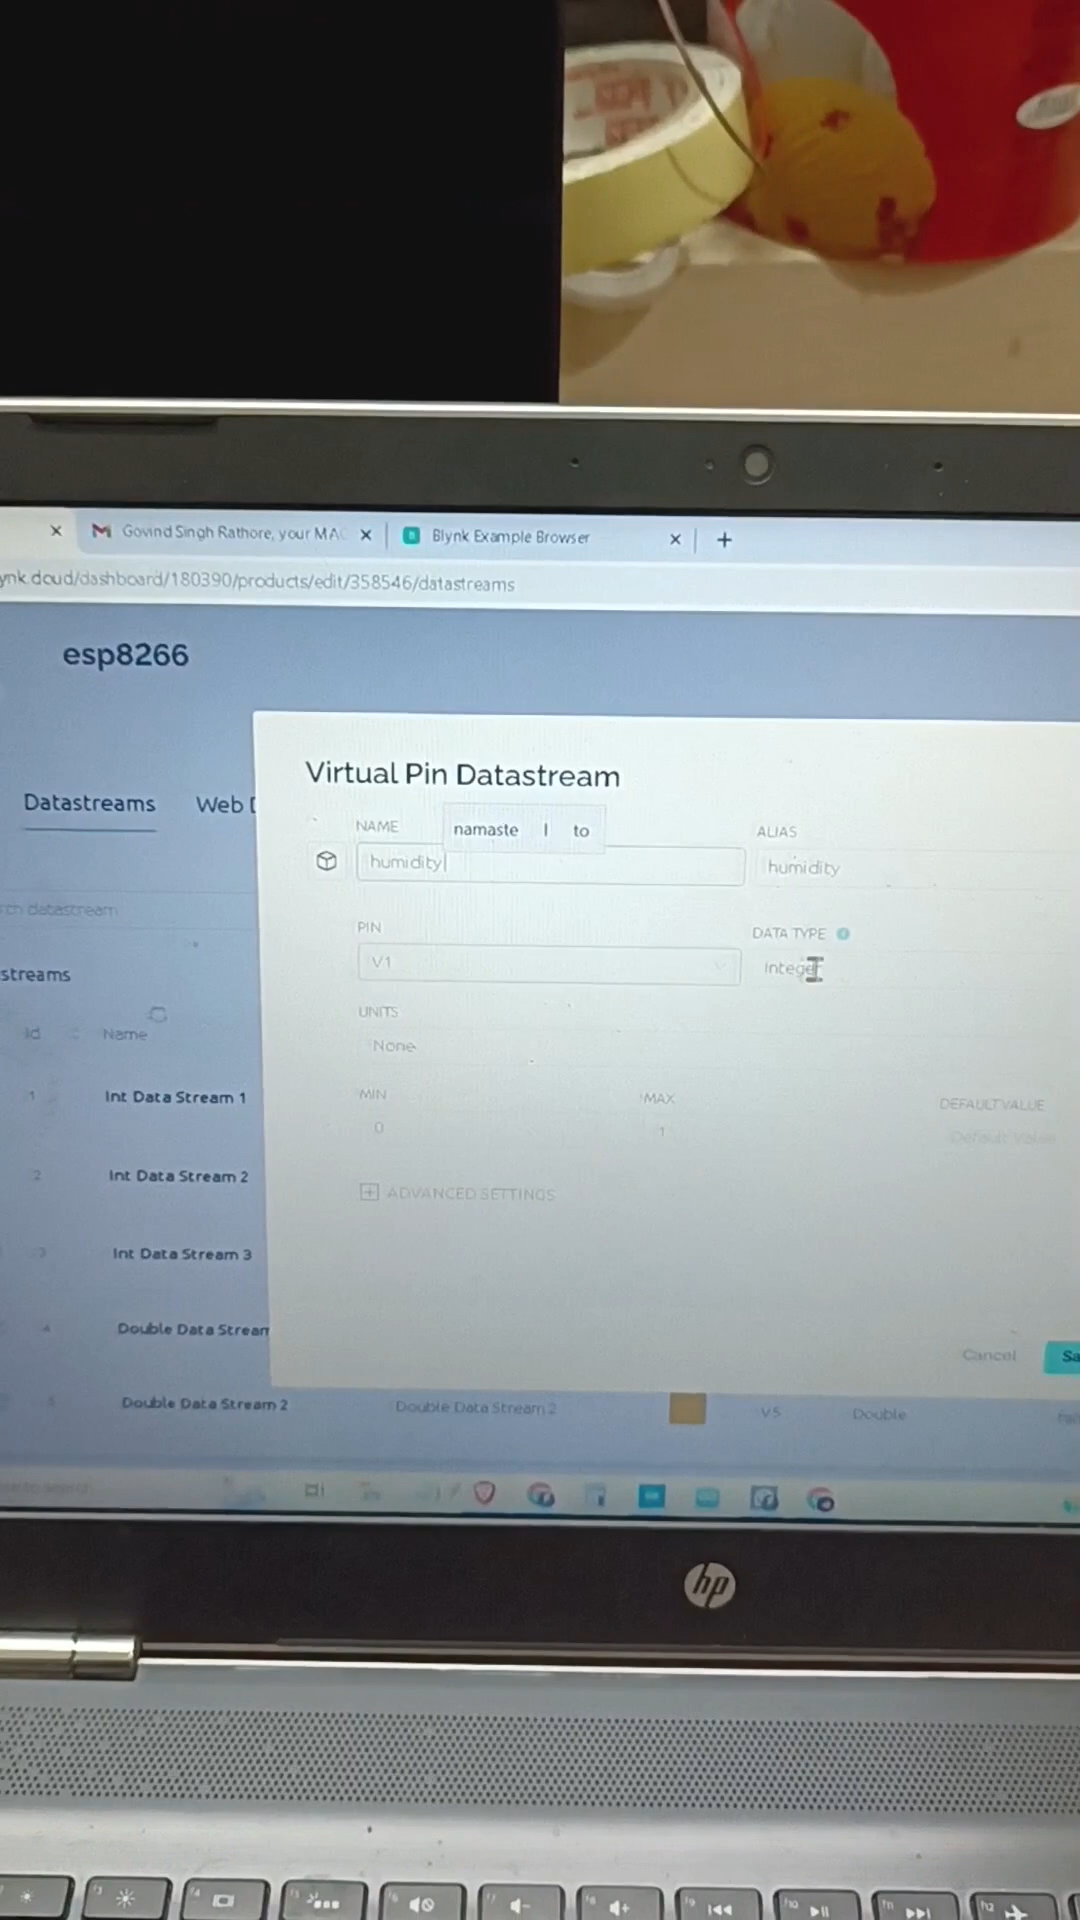 Govind Singh Rathore, your MAC
Blynk Example Browser
ynk.cloud/dashboard/180390/products/edit/358546/datastreams
esp8266
Datastreams Web D
Virtual Pin Datastream
NAME
namaste | to
ALIAS
humidity
humidity
rch datastream
PIN
DATA TYPE
V1
Integer
streams
UNITS
Id Name
None
Int Data Stream 1
MIN MAX DEFAULT VALUE
0 1 Default Value
2 Int Data Stream 2
ADVANCED SETTINGS
3 Int Data Stream 3
4 Double Data Stream
Cancel Sa
Double Data Stream 2 Double Data Stream 2 V5 Double
hp